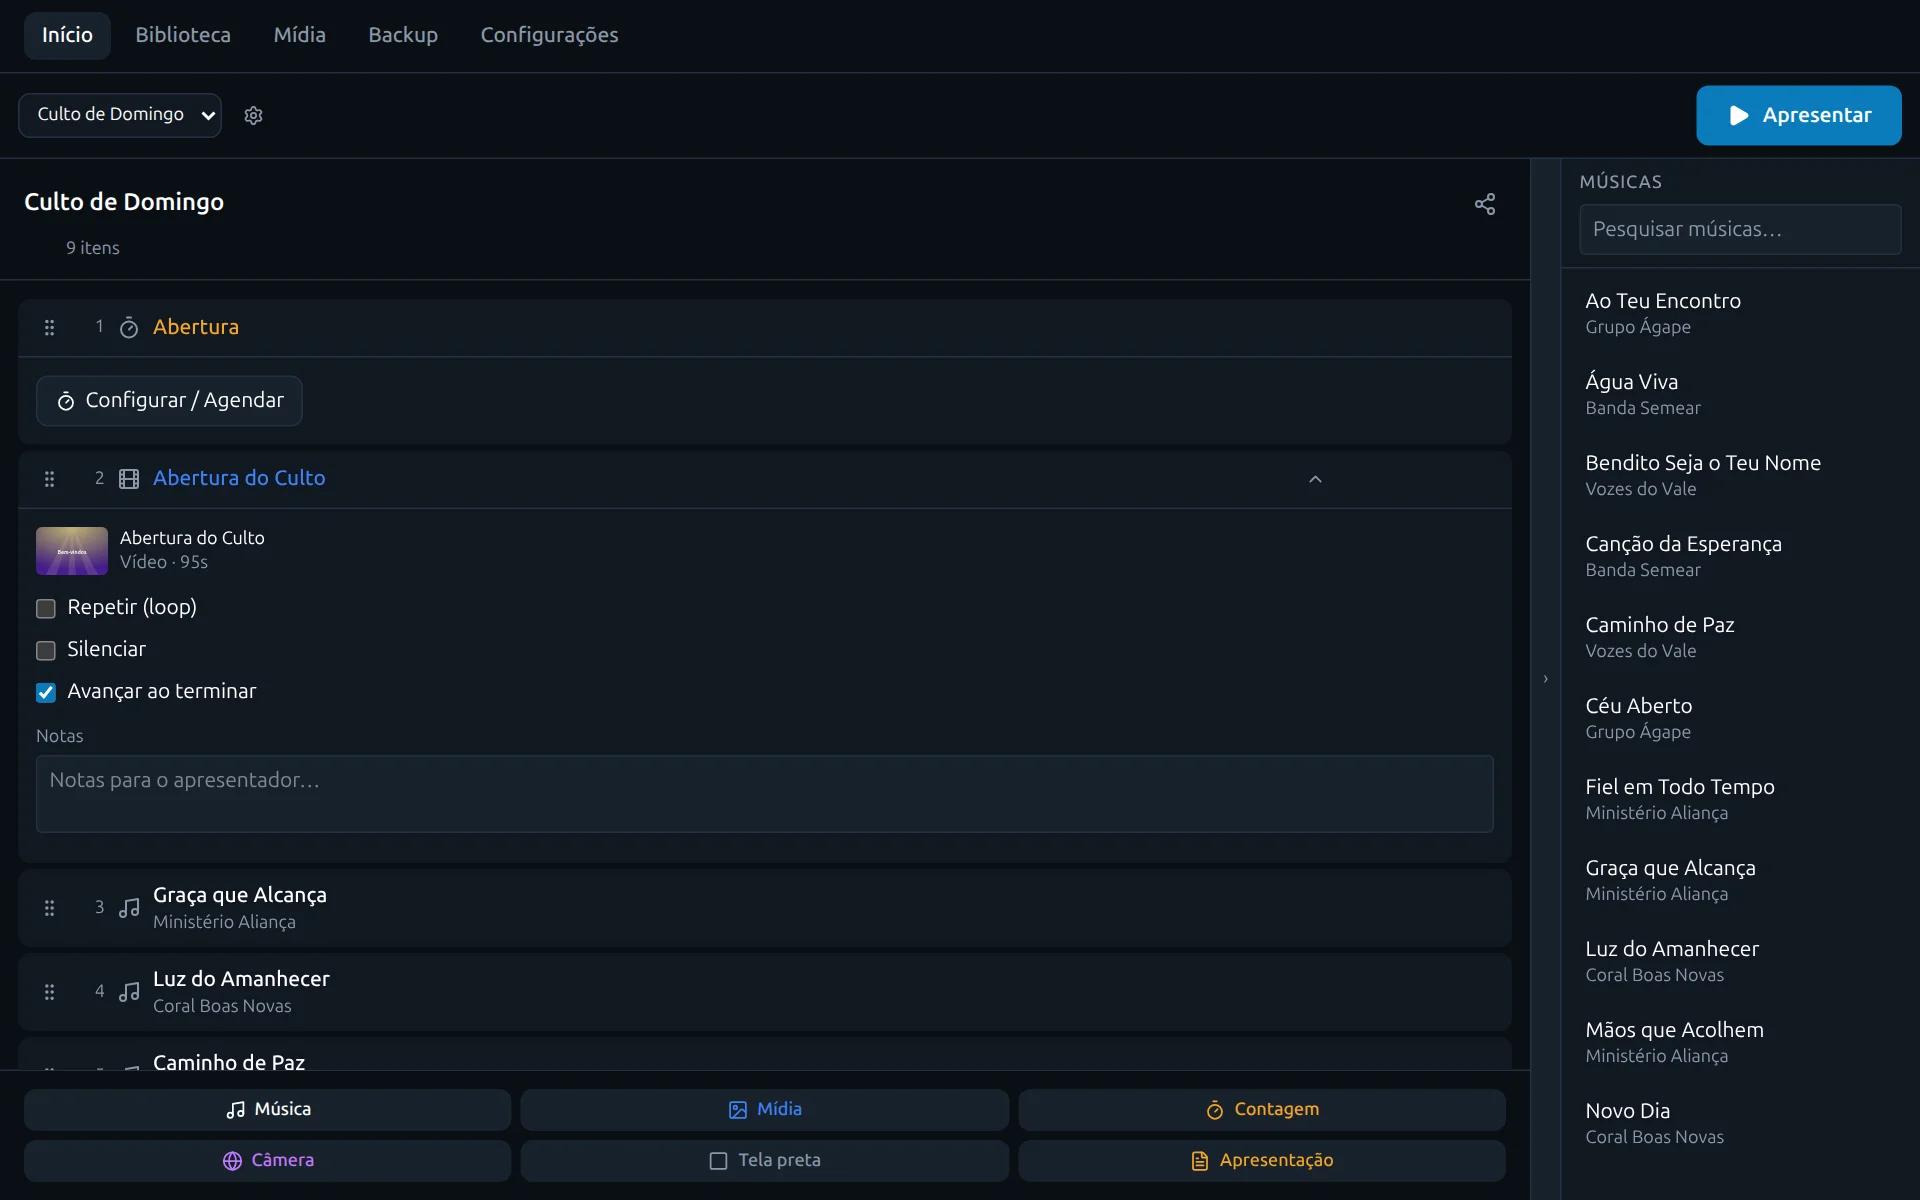 Início
Biblioteca
Mídia
Backup
Configurações
Culto de Domingo
Apresentar
Culto de Domingo
9 itens
1 Abertura
Configurar / Agendar
2 Abertura do Culto
Bem-vindos
Abertura do Culto
Vídeo · 95s
Repetir (loop)
Silenciar
Avançar ao terminar
Notas
Notas para o apresentador…
3 Graça que Alcança
Ministério Aliança
4 Luz do Amanhecer
Coral Boas Novas
Caminho de Paz
Música
Mídia
Contagem
Câmera
Tela preta
Apresentação
MÚSICAS
Pesquisar músicas…
Ao Teu Encontro
Grupo Ágape
Água Viva
Banda Semear
Bendito Seja o Teu Nome
Vozes do Vale
Canção da Esperança
Banda Semear
Caminho de Paz
Vozes do Vale
Céu Aberto
Grupo Ágape
Fiel em Todo Tempo
Ministério Aliança
Graça que Alcança
Ministério Aliança
Luz do Amanhecer
Coral Boas Novas
Mãos que Acolhem
Ministério Aliança
Novo Dia
Coral Boas Novas